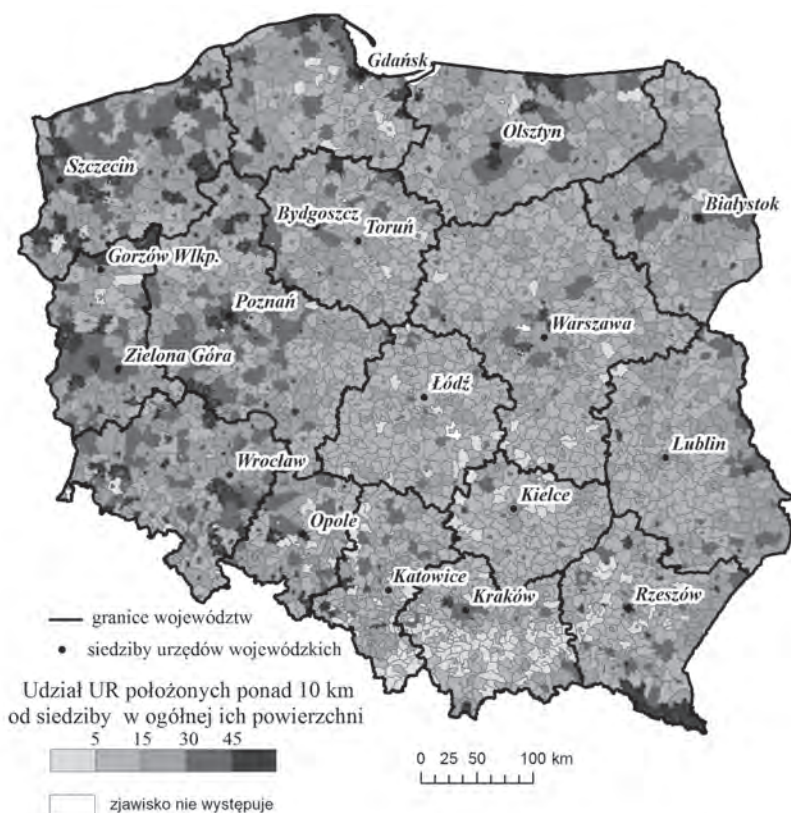 Gdańsk
Olsztyn
Szczecin
Białystok
Bydgoszcz
Toruń
Gorzów Wlkp.
Poznań
Warszawa
Zielona Góra
Łódź
Lublin
Wrocław
Kielce
Opole
Katowice
Kraków
Rzeszów
granice województw
siedziby urzędów wojewódzkich
Udział UR położonych ponad 10 km
od siedziby w ogólnej ich powierzchni
5 15 30 45
0 25 50 100 km
zjawisko nie występuje